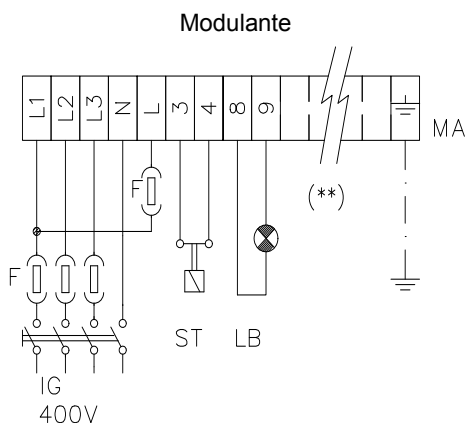 Modulante
L1 L2 L3 N L 3 4 8 9
MA
(**)
F
F
ST LB
IG
400V